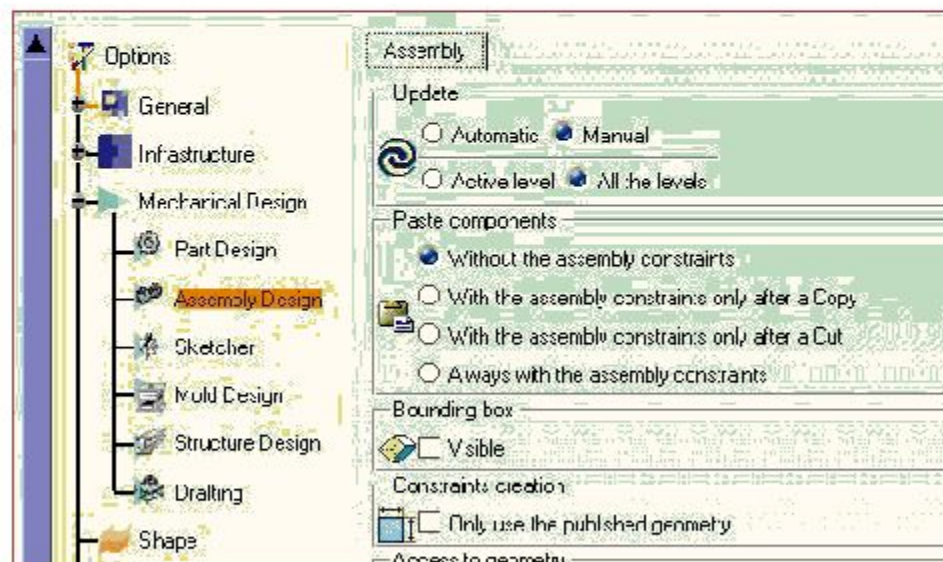 Options
General
Infrastructure
Mechanical Design
Part Design
Assembly Design
Sketcher
Mold Design
Structure Design
Drafting
Shape
Assembly
Update
Automatic Manual
Active level All the levels
Paste components
Without the assembly constraints
With the assembly constraints only after a Copy
With the assembly constraints only after a Cut
Always with the assembly constraints
Bounding box
Visible
Constraints creation
Only use the published geometry
Access to geometry